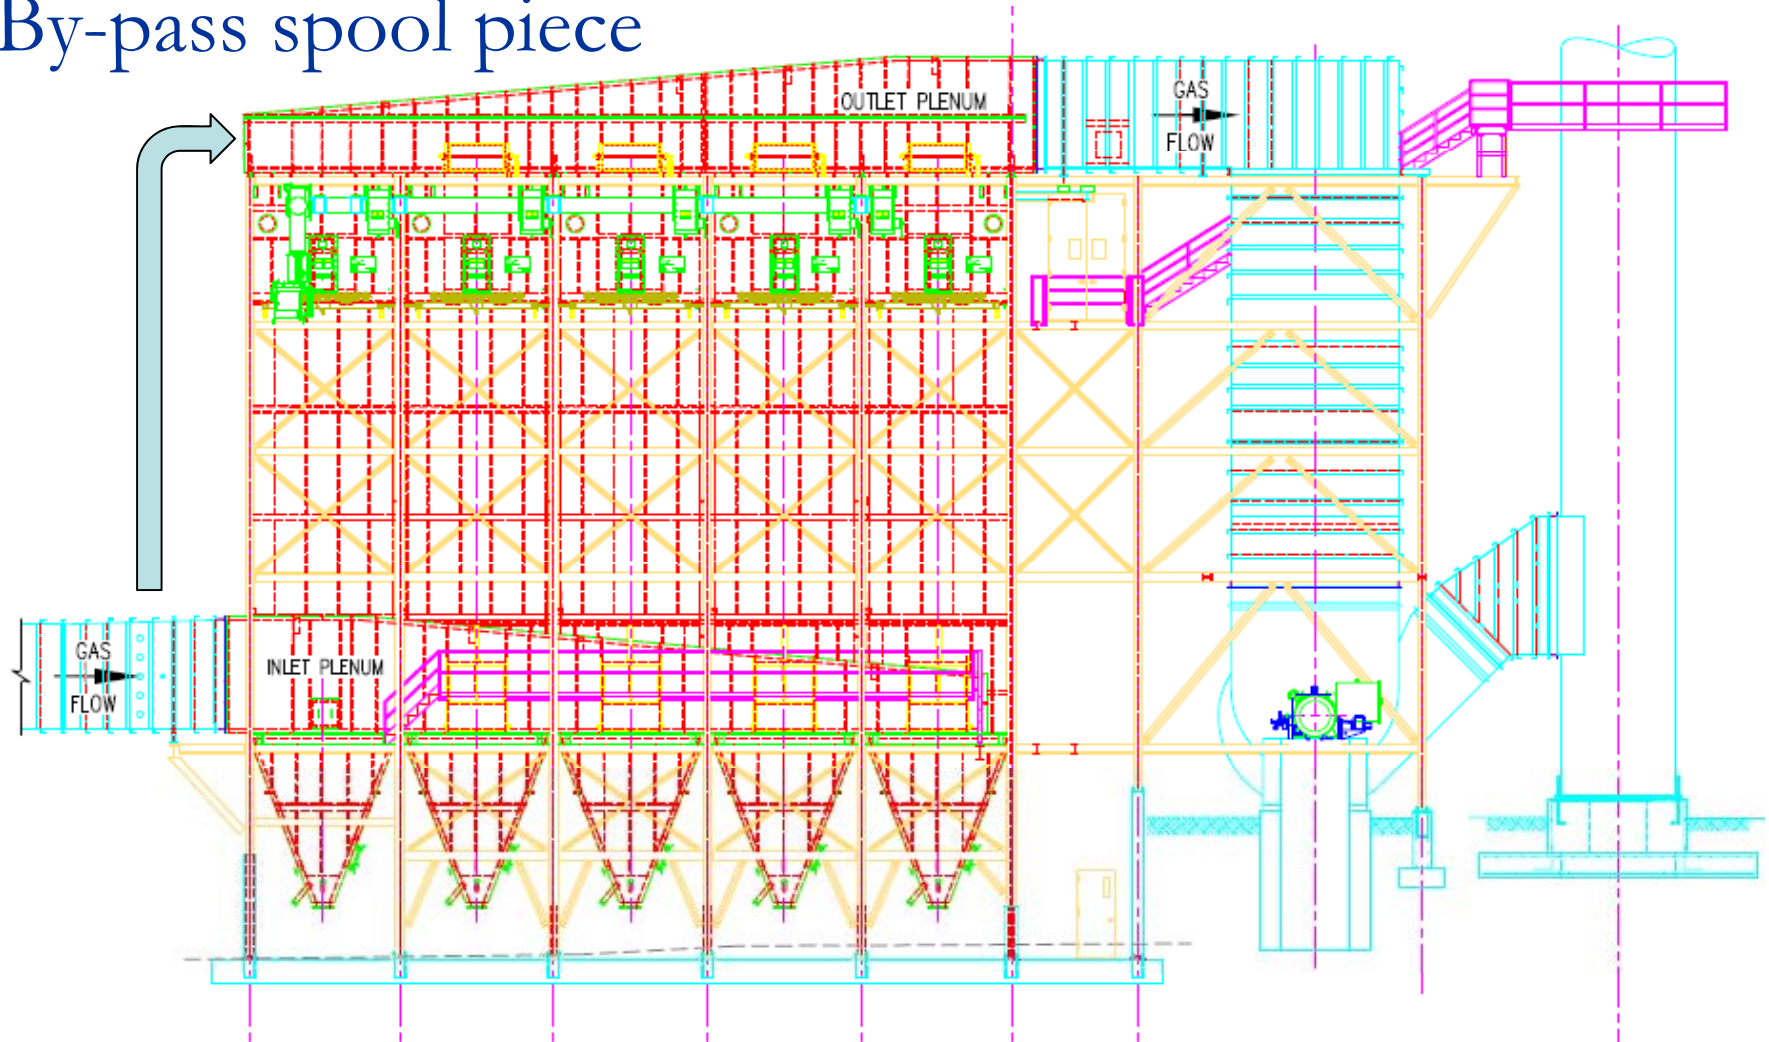 By-pass spool piece
OUTLET PLENUM
GAS
FLOW
GAS
FLOW
INLET PLENUM